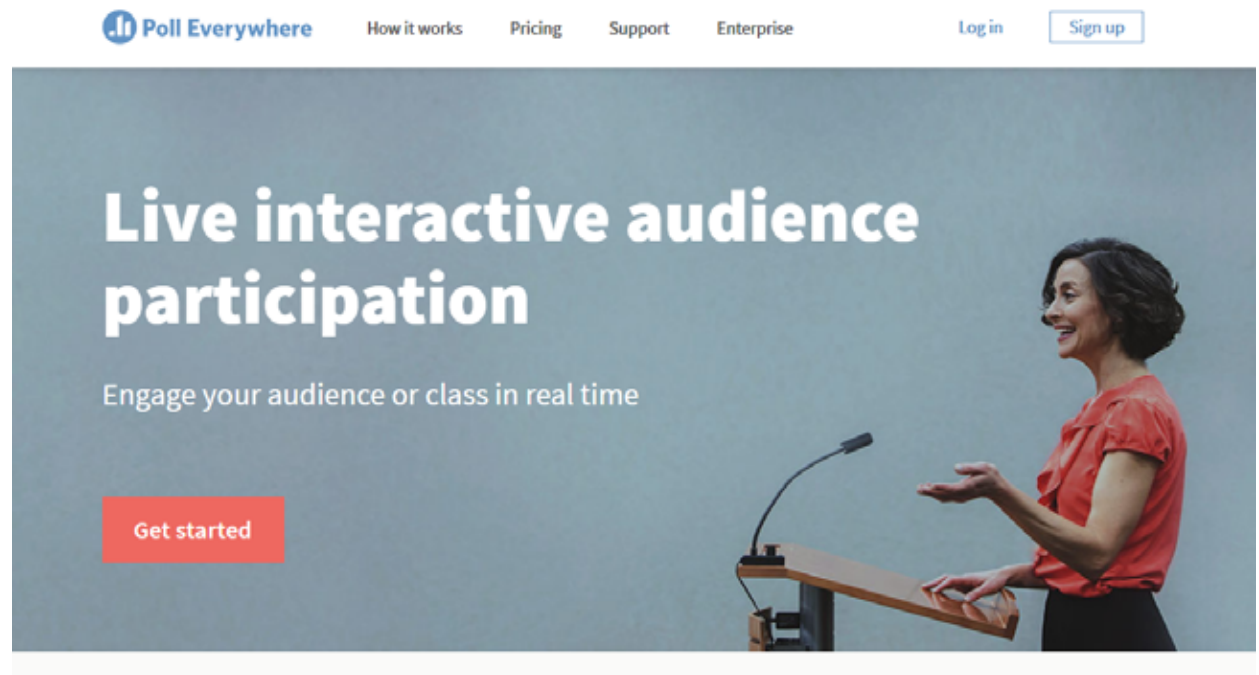 Poll Everywhere How it works Pricing Support Enterprise Log in Sign up
Live interactive audience
participation
Engage your audience or class in real time
Get started